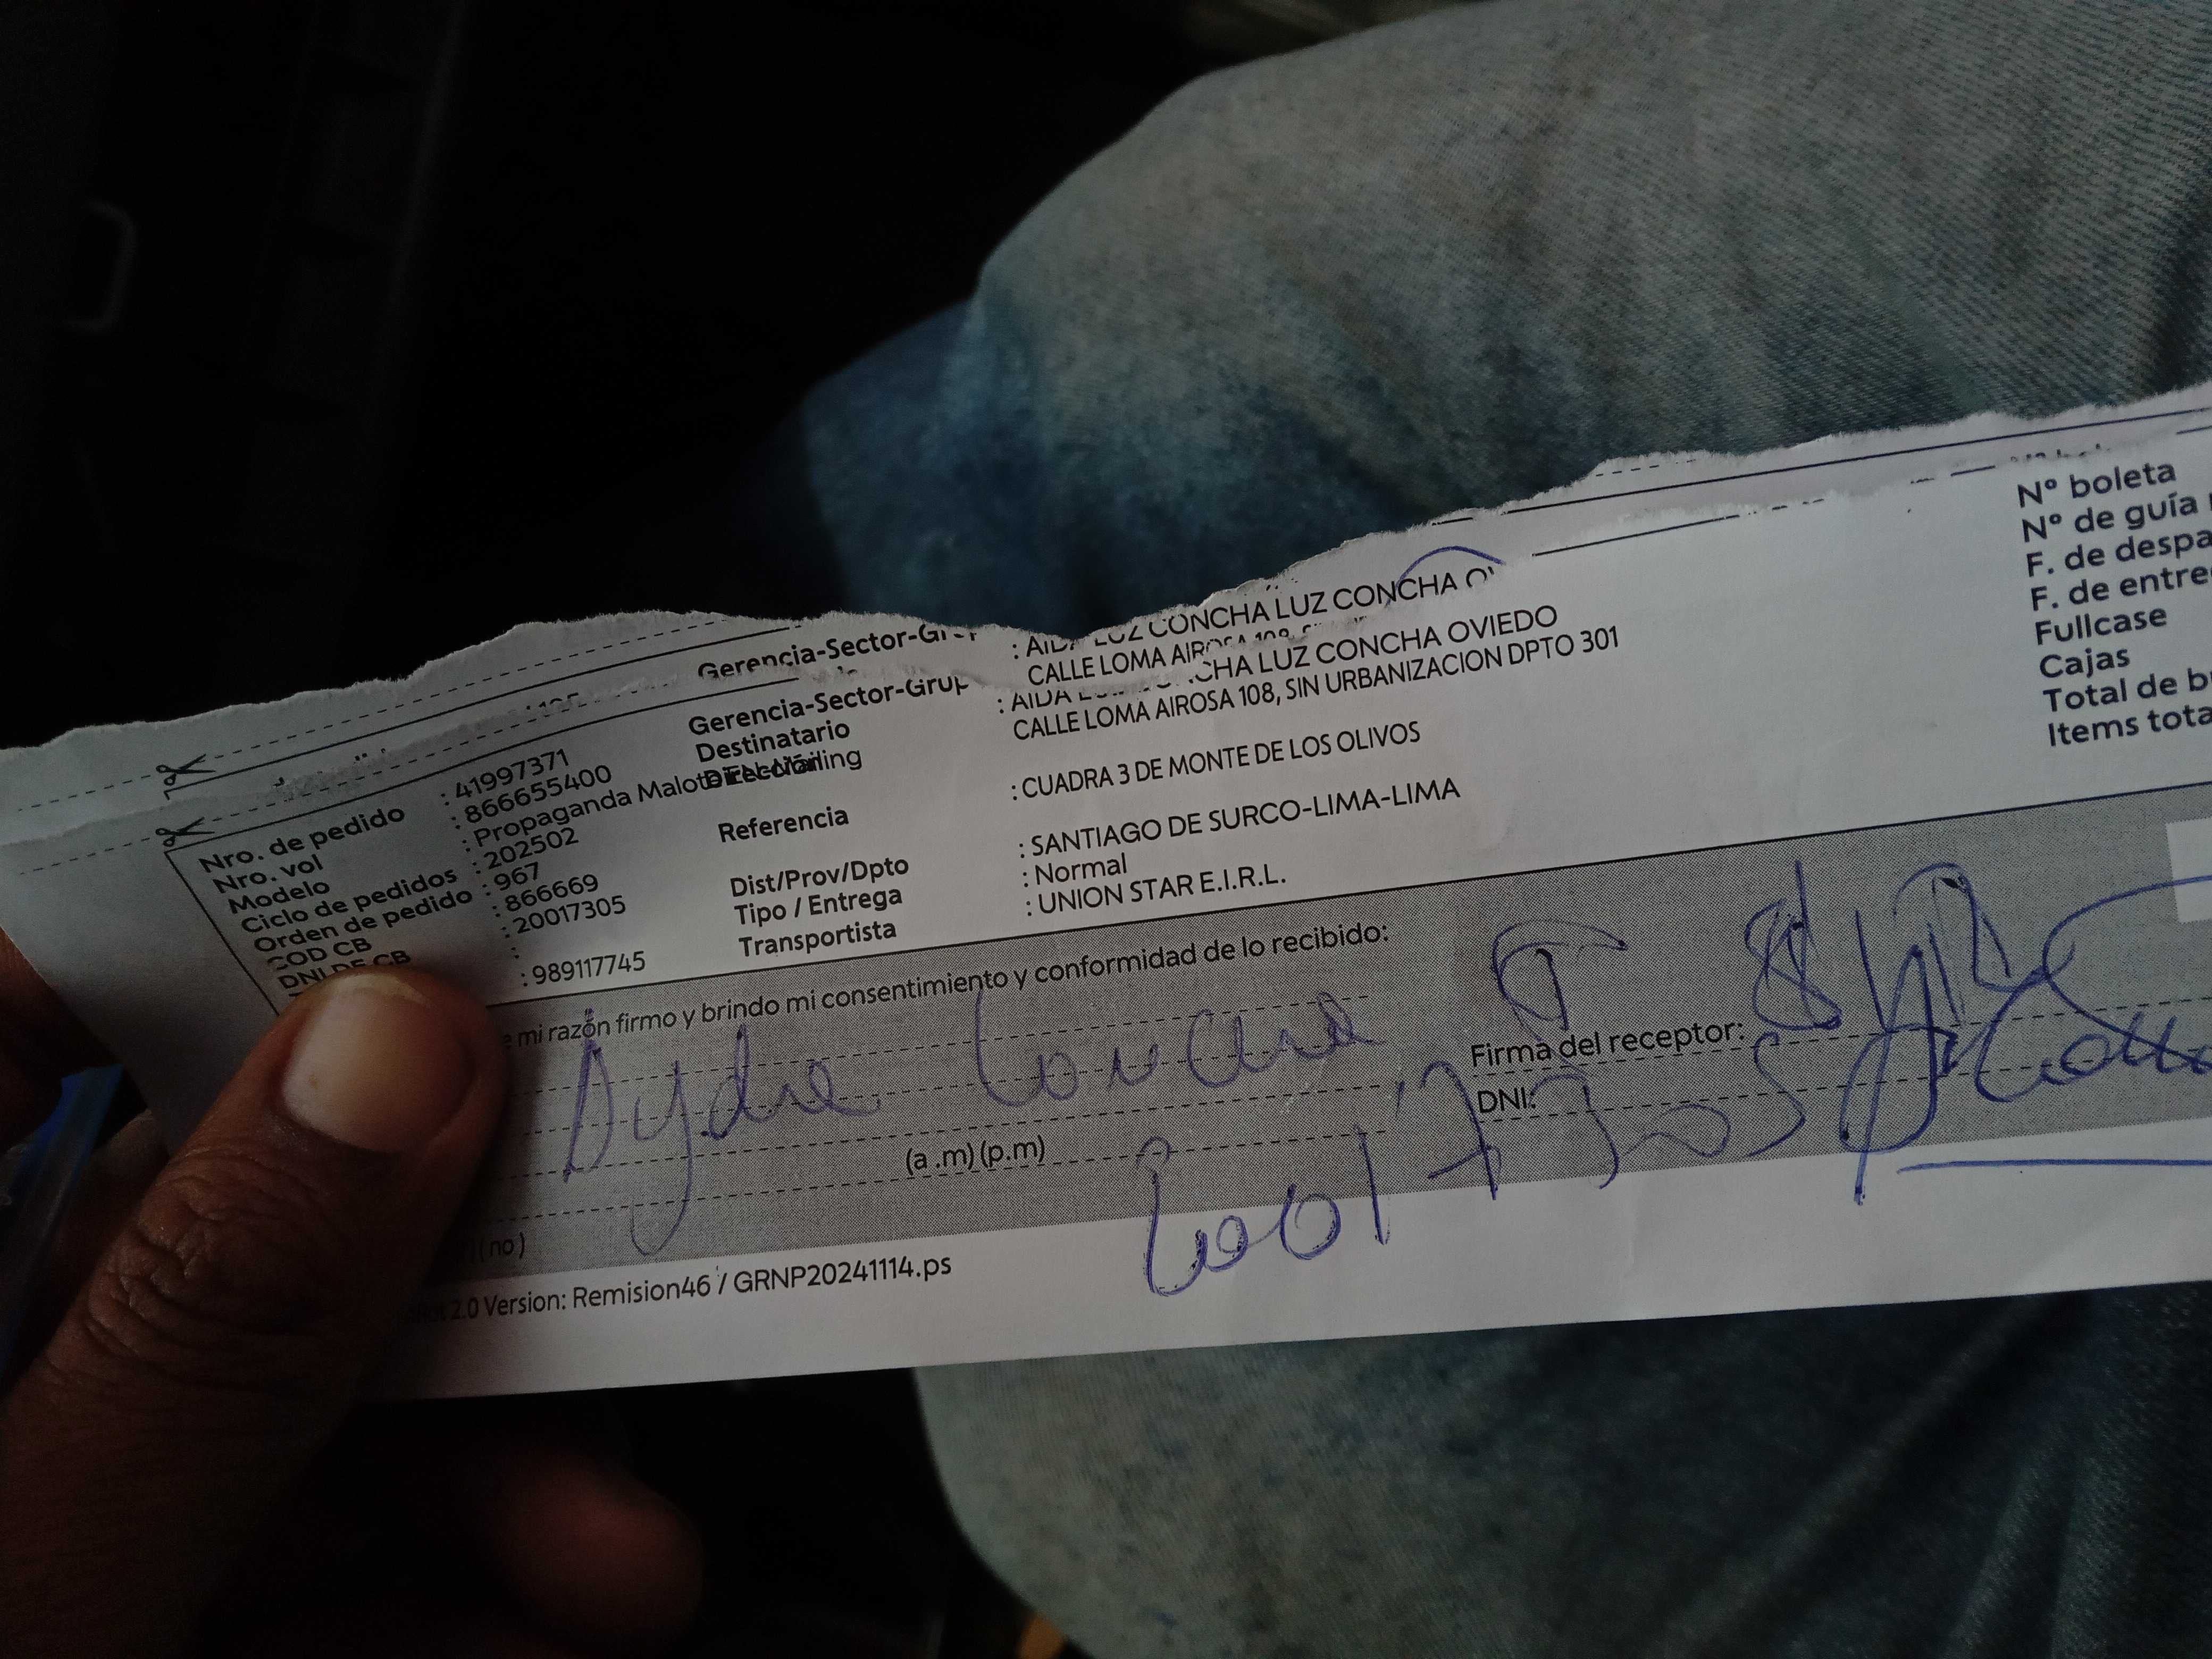 Gerencia-Sector-Gr
: AIDA LUZ CONCHA LUZ CONCHA O
CALLE LOMA AIROSA 108,
Nro. de pedido : 41997371
Nro. vol : 866655400
Modelo : Propaganda Malote EN-Mailing
Ciclo de pedidos : 202502
Orden de pedido : 967
COD CB : 866669
DNI DE CB : 20017305
:
: 989117745
Gerencia-Sector-Grup
Destinatario : AIDA LUZ CONCHA LUZ CONCHA OVIEDO
Dirección CALLE LOMA AIROSA 108, SIN URBANIZACION DPTO 301
Referencia : CUADRA 3 DE MONTE DE LOS OLIVOS
Dist/Prov/Dpto : SANTIAGO DE SURCO-LIMA-LIMA
Tipo / Entrega : Normal
Transportista : UNION STAR E.I.R.L.
Nº boleta
Nº de guía
F. de despa
F. de entre
Fullcase
Cajas
Total de b
Items tota
e mi razón firmo y brindo mi consentimiento y conformidad de lo recibido:
Firma del receptor:
DNI:
(a .m) (p.m)
(no)
2.0 Version: Remision46 / GRNP20241114.ps